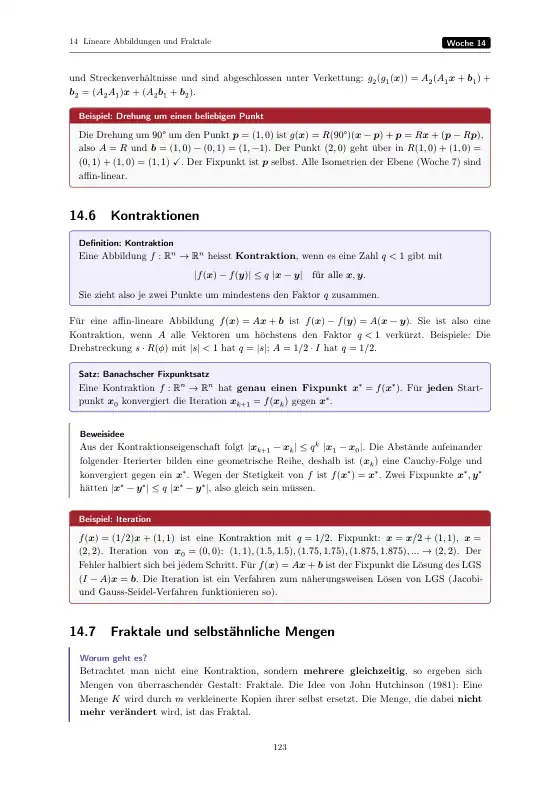 14 Lineare Abbildungen und Fraktale
Woche 14
und Streckenverhältnisse und sind abgeschlossen unter Verkettung: g₂(g₁(x)) = A₂(A₁x + b₁) +
b₂ = (A₂A₁)x + (A₂b₁ + b₂).
Beispiel: Drehung um einen beliebigen Punkt
Die Drehung um 90° um den Punkt p = (1, 0) ist g(x) = R(90°)(x − p) + p = Rx + (p − Rp),
also A = R und b = (1, 0) − (0, 1) = (1, −1). Der Punkt (2, 0) geht über in R(1, 0) + (1, 0) =
(0, 1) + (1, 0) = (1, 1) ✓. Der Fixpunkt ist p selbst. Alle Isometrien der Ebene (Woche 7) sind
affin-linear.
14.6 Kontraktionen
Definition: Kontraktion
Eine Abbildung f : ℝⁿ → ℝⁿ heisst Kontraktion, wenn es eine Zahl q < 1 gibt mit
|f(x) − f(y)| ≤ q |x − y| für alle x, y.
Sie zieht also je zwei Punkte um mindestens den Faktor q zusammen.
Für eine affin-lineare Abbildung f(x) = Ax + b ist f(x) − f(y) = A(x − y). Sie ist also eine
Kontraktion, wenn A alle Vektoren um höchstens den Faktor q < 1 verkürzt. Beispiele: Die
Drehstreckung s · R(ϕ) mit |s| < 1 hat q = |s|; A = 1/2 · I hat q = 1/2.
Satz: Banachscher Fixpunktsatz
Eine Kontraktion f : ℝⁿ → ℝⁿ hat genau einen Fixpunkt x* = f(x*). Für jeden Start-
punkt x₀ konvergiert die Iteration xₖ₊₁ = f(xₖ) gegen x*.
Beweisidee
Aus der Kontraktionseigenschaft folgt |xₖ₊₁ − xₖ| ≤ qᵏ |x₁ − x₀|. Die Abstände aufeinander
folgender Iterierter bilden eine geometrische Reihe, deshalb ist (xₖ) eine Cauchy-Folge und
konvergiert gegen ein x*. Wegen der Stetigkeit von f ist f(x*) = x*. Zwei Fixpunkte x*, y*
hätten |x* − y*| ≤ q |x* − y*|, also gleich sein müssen.
Beispiel: Iteration
f(x) = (1/2)x + (1, 1) ist eine Kontraktion mit q = 1/2. Fixpunkt: x = x/2 + (1, 1), x =
(2, 2). Iteration von x₀ = (0, 0): (1, 1), (1.5, 1.5), (1.75, 1.75), (1.875, 1.875), ... → (2, 2). Der
Fehler halbiert sich bei jedem Schritt. Für f(x) = Ax + b ist der Fixpunkt die Lösung des LGS
(I − A)x = b. Die Iteration ist ein Verfahren zum näherungsweisen Lösen von LGS (Jacobi-
und Gauss-Seidel-Verfahren funktionieren so).
14.7 Fraktale und selbstähnliche Mengen
Worum geht es?
Betrachtet man nicht eine Kontraktion, sondern mehrere gleichzeitig, so ergeben sich
Mengen von überraschender Gestalt: Fraktale. Die Idee von John Hutchinson (1981): Eine
Menge K wird durch m verkleinerte Kopien ihrer selbst ersetzt. Die Menge, die dabei nicht
mehr verändert wird, ist das Fraktal.
123